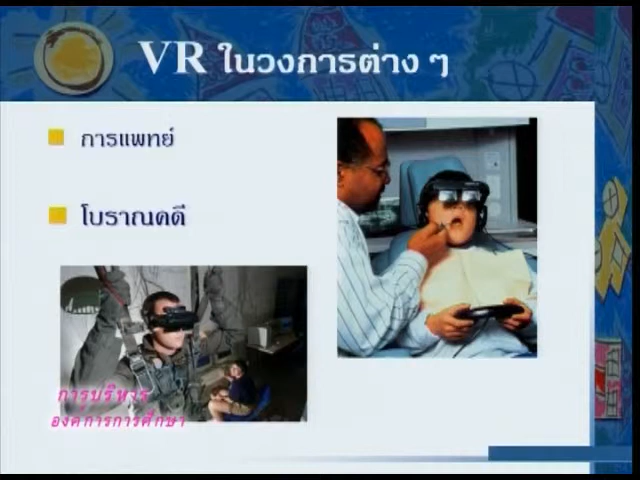 VR ในวงการต่าง ๆ
การแพทย์
โบราณคดี
การบริหาร
องค์การการศึกษา